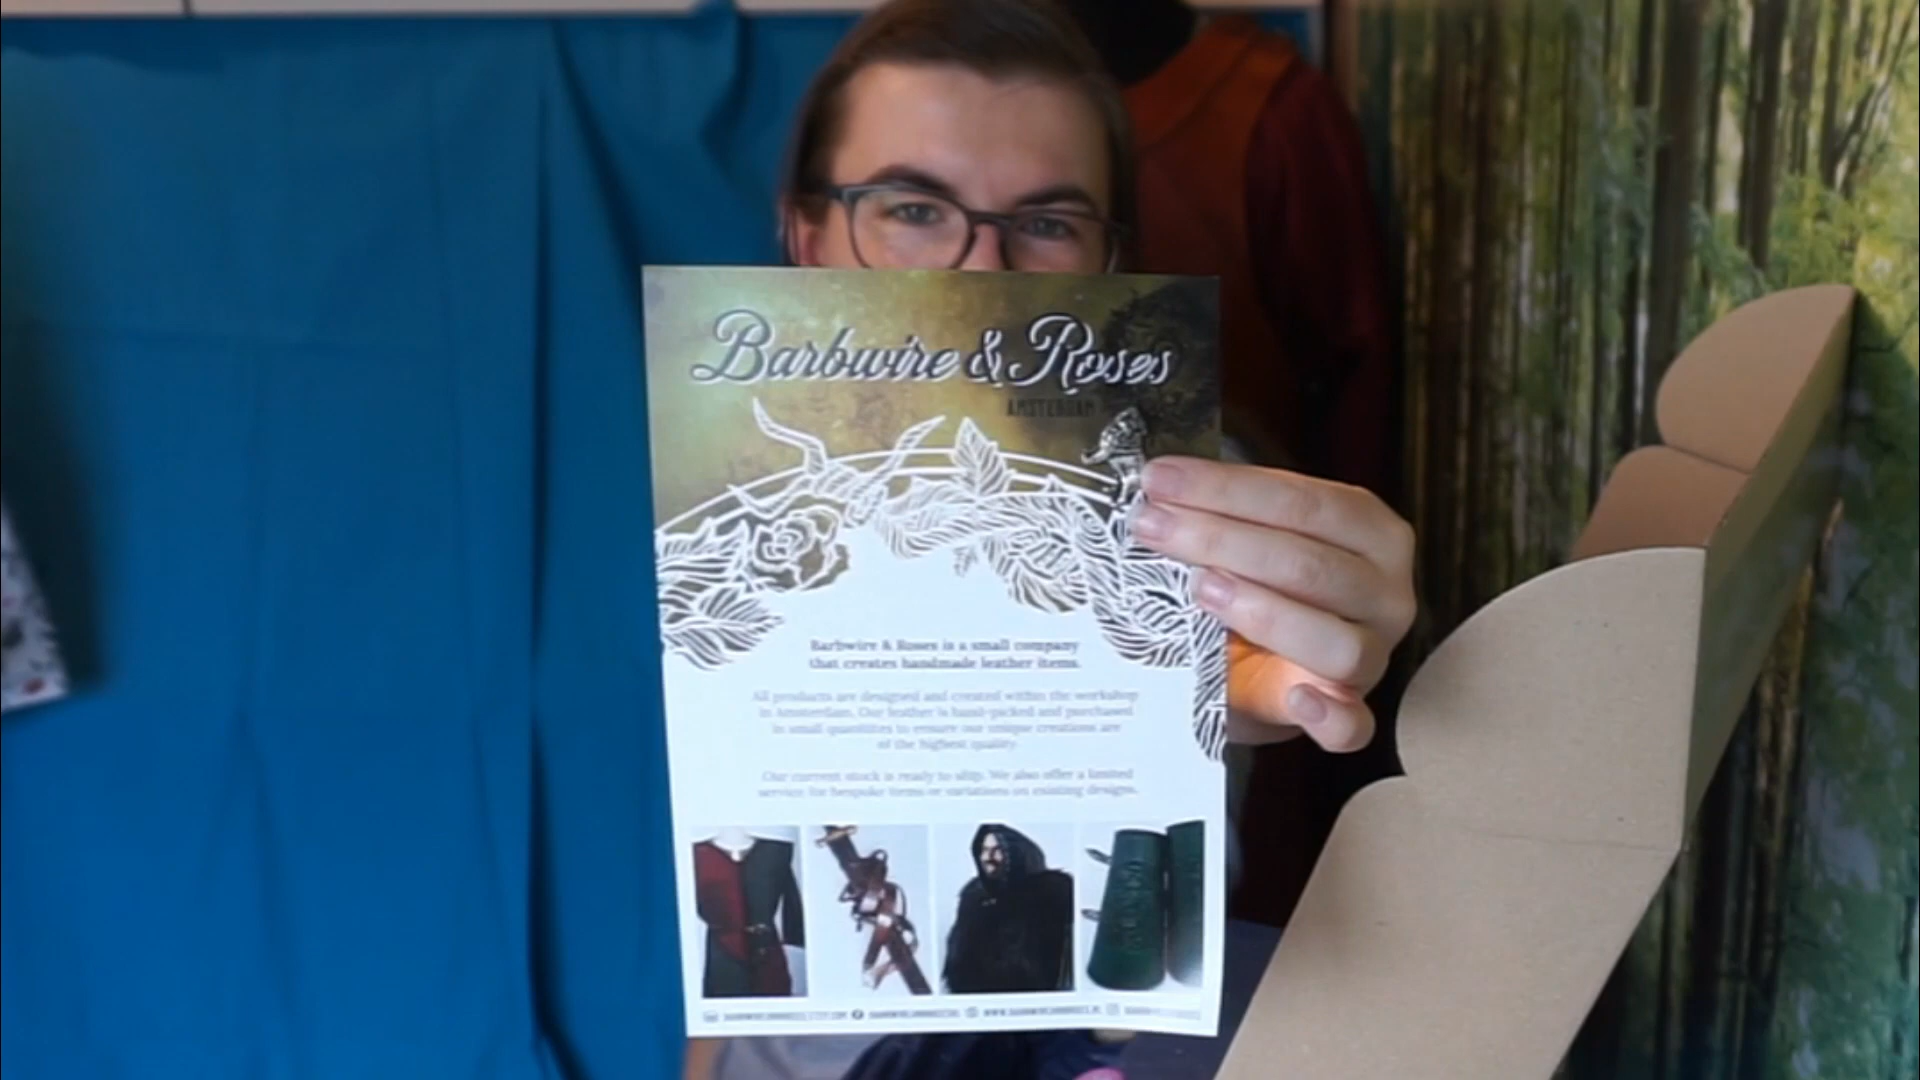 Barbwire & Roses
AMSTERDAM
Barbwire & Roses is a small company
that creates handmade leather items.
All products are designed and created within the workshop
in Amsterdam. Our leather is hand-picked and purchased
in small quantities to ensure our unique creations are
of the highest quality.
Our current stock is ready to ship. We also offer a limited
service for bespoke items or variations on existing designs.